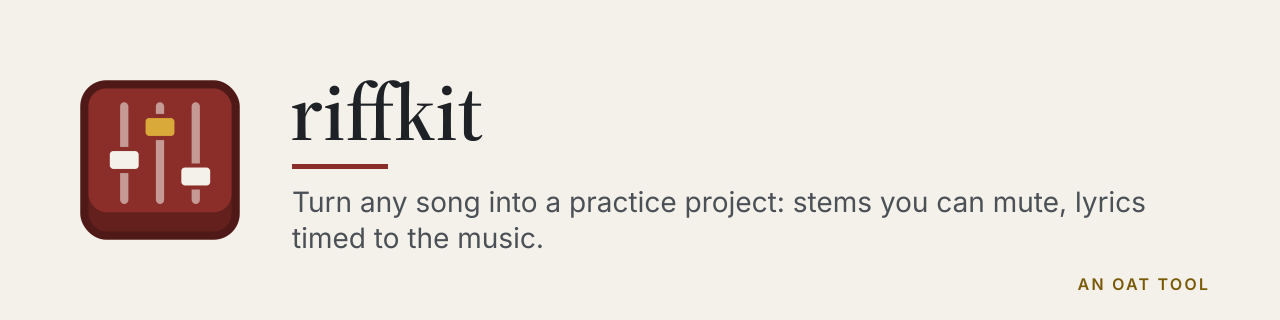 riffkit
Turn any song into a practice project: stems you can mute, lyrics
timed to the music.
AN OAT TOOL